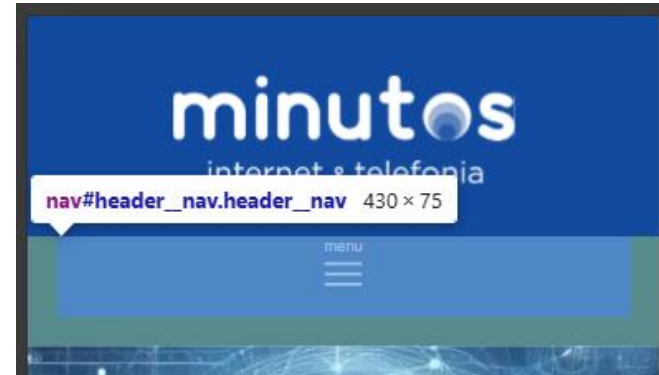 minutos
internet & telefonia
nav#header__nav.header__nav 430 × 75
menu